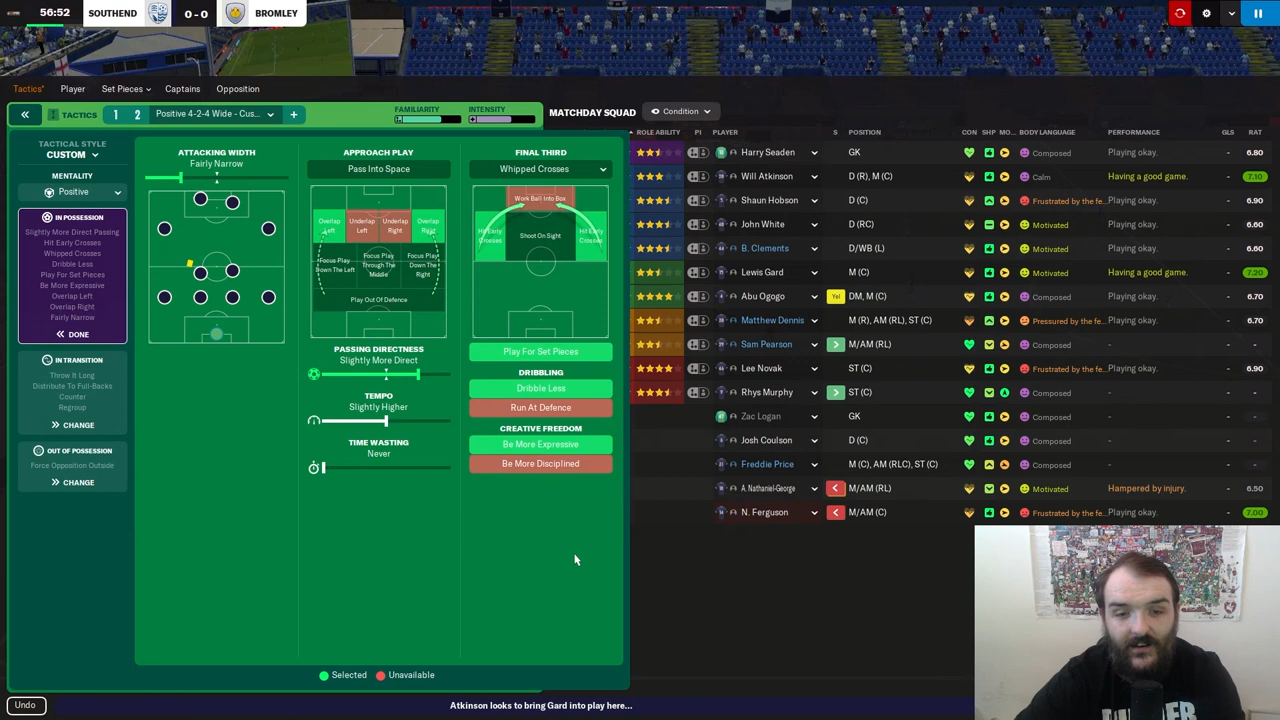 56:52 SOUTHEND 0 - 0 BROMLEY
Tactics* Player Set Pieces Captains Opposition
« TACTICS 1 2 Positive 4-2-4 Wide - Cus... +
FAMILIARITY INTENSITY
MATCHDAY SQUAD Condition
TACTICAL STYLE
CUSTOM
MENTALITY
Positive
IN POSSESSION
Slightly More Direct Passing
Hit Early Crosses
Whipped Crosses
Dribble Less
Play For Set Pieces
Be More Expressive
Overlap Left
Overlap Right
Fairly Narrow
« DONE
IN TRANSITION
Throw It Long
Distribute To Full-Backs
Counter
Regroup
» CHANGE
OUT OF POSSESSION
Force Opposition Outside
» CHANGE
ATTACKING WIDTH
Fairly Narrow
APPROACH PLAY
Pass Into Space
Overlap Left
Underlap Left
Underlap Right
Overlap Right
Focus Play Down The Left
Focus Play Through The Middle
Focus Play Down The Right
Play Out Of Defence
PASSING DIRECTNESS
Slightly More Direct
TEMPO
Slightly Higher
TIME WASTING
Never
FINAL THIRD
Whipped Crosses
Work Ball Into Box
Hit Early Crosses
Shoot On Sight
Hit Early Crosses
Play For Set Pieces
DRIBBLING
Dribble Less
Run At Defence
CREATIVE FREEDOM
Be More Expressive
Be More Disciplined
Selected Unavailable
ROLE ABILITY PI PLAYER S POSITION CON SHP MO... BODY LANGUAGE PERFORMANCE GLS RAT
Harry Seaden GK Composed Playing okay. - 6.80
Will Atkinson D (R), M (C) Calm Having a good game. - 7.10
Shaun Hobson D (C) Frustrated by the fe... Playing okay. - 6.90
John White D (RC) Motivated Playing okay. - 6.60
B. Clements D/WB (L) Motivated Playing okay. - 6.60
Lewis Gard M (C) Motivated Having a good game. - 7.20
Abu Ogogo Yel DM, M (C) Composed Playing okay. - 6.70
Matthew Dennis M (R), AM (RL), ST (C) Pressured by the fe... Playing okay. - 6.70
Sam Pearson M/AM (RL) Composed - - -
Lee Novak ST (C) Frustrated by the fe... Playing okay. - 6.90
Rhys Murphy ST (C) Composed - - -
Zac Logan GK Composed - - -
Josh Coulson D (C) Composed - - -
Freddie Price M (C), AM (RLC), ST (C) Composed - - -
A. Nathaniel-George M/AM (RL) Motivated Hampered by injury. - 6.50
N. Ferguson M/AM (C) Frustrated by the fe... Playing okay. - 7.00
Undo
Atkinson looks to bring Gard into play here...